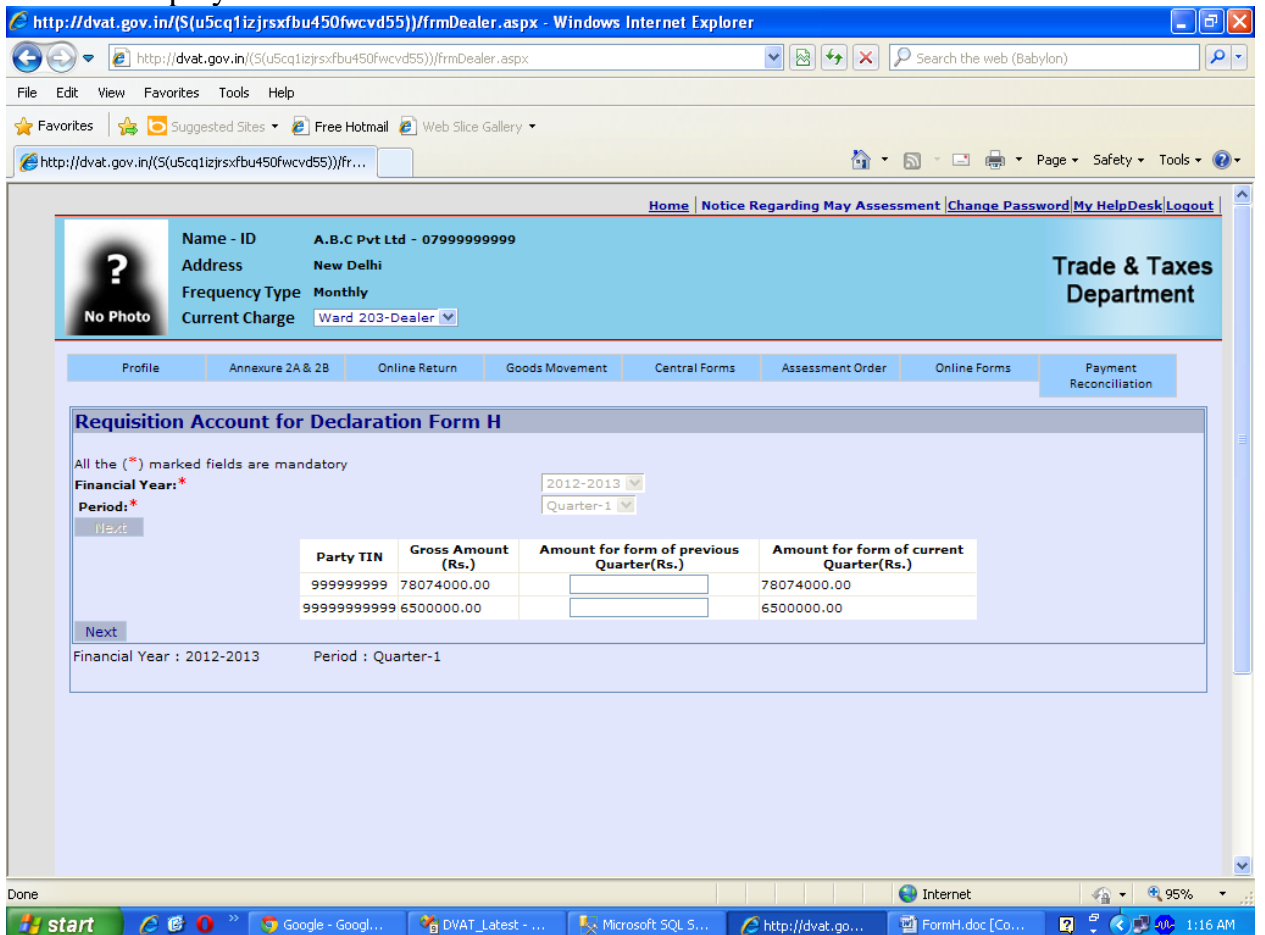 http://dvat.gov.in/(S(u5cq1izjrsxfbu450fwcvd55))/frmDealer.aspx - Windows Internet Explorer
http://dvat.gov.in/(S(u5cq1izjrsxfbu450fwcvd55))/frmDealer.aspx
Search the web (Babylon)
File Edit View Favorites Tools Help
Favorites Suggested Sites Free Hotmail Web Slice Gallery
http://dvat.gov.in/(S(u5cq1izjrsxfbu450fwcvd55))/fr... Page Safety Tools
Home | Notice Regarding May Assessment |Change Password|My HelpDesk|Logout |
Name - ID A.B.C Pvt Ltd - 07999999999
Address New Delhi
Frequency Type Monthly
Current Charge Ward 203-Dealer
?
No Photo
Trade & Taxes
Department
Profile Annexure 2A & 2B Online Return Goods Movement Central Forms Assessment Order Online Forms Payment Reconciliation
Requisition Account for Declaration Form H
All the (*) marked fields are mandatory
Financial Year:* 2012-2013
Period:* Quarter-1
Next
Party TIN Gross Amount (Rs.) Amount for form of previous Quarter(Rs.) Amount for form of current Quarter(Rs.)
999999999 78074000.00 78074000.00
99999999999 6500000.00 6500000.00
Next
Financial Year : 2012-2013 Period : Quarter-1
Done Internet 95%
start Google - Googl... DVAT_Latest - ... Microsoft SQL S... http://dvat.go... FormH.doc [Co... 1:16 AM